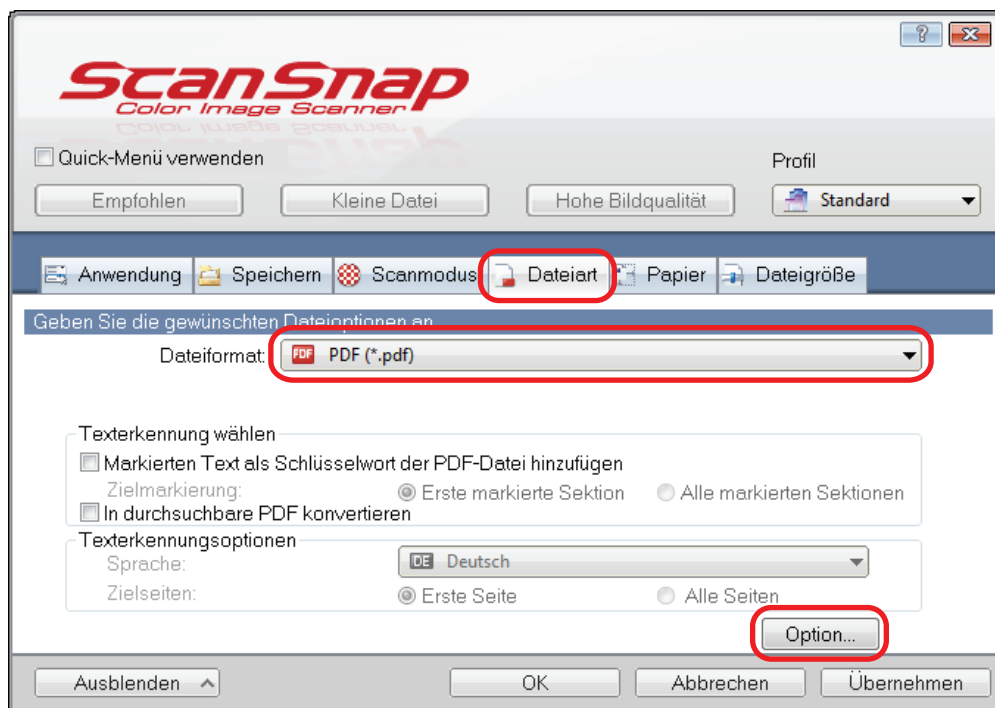 ScanSnap
Color Image Scanner
Quick-Menü verwenden
Profil
Empfohlen Kleine Datei Hohe Bildqualität Standard
Anwendung Speichern Scanmodus Dateiart Papier Dateigröße
Geben Sie die gewünschten Dateioptionen an
Dateiformat: PDF PDF (*.pdf)
Texterkennung wählen
Markierten Text als Schlüsselwort der PDF-Datei hinzufügen
Zielmarkierung: Erste markierte Sektion Alle markierten Sektionen
In durchsuchbare PDF konvertieren
Texterkennungsoptionen
Sprache: DE Deutsch
Zielseiten: Erste Seite Alle Seiten
Option...
Ausblenden OK Abbrechen Übernehmen